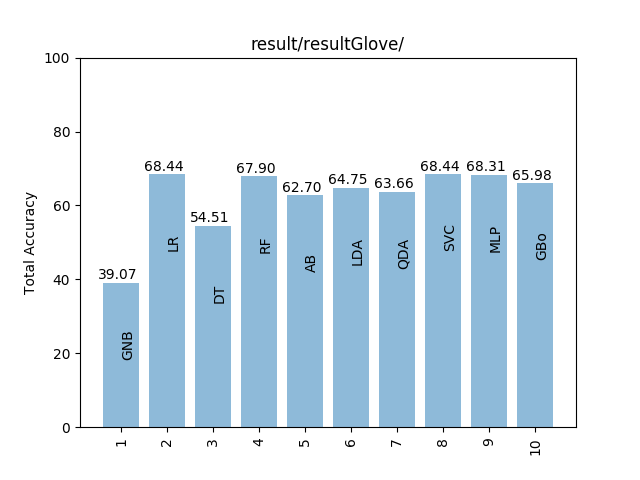 result/resultGlove/
Total Accuracy
100
80
60
40
20
0
39.07
68.44
54.51
67.90
62.70
64.75
63.66
68.44
68.31
65.98
GNB
LR
DT
RF
AB
LDA
QDA
SVC
MLP
GBo
1
2
3
4
5
6
7
8
9
10